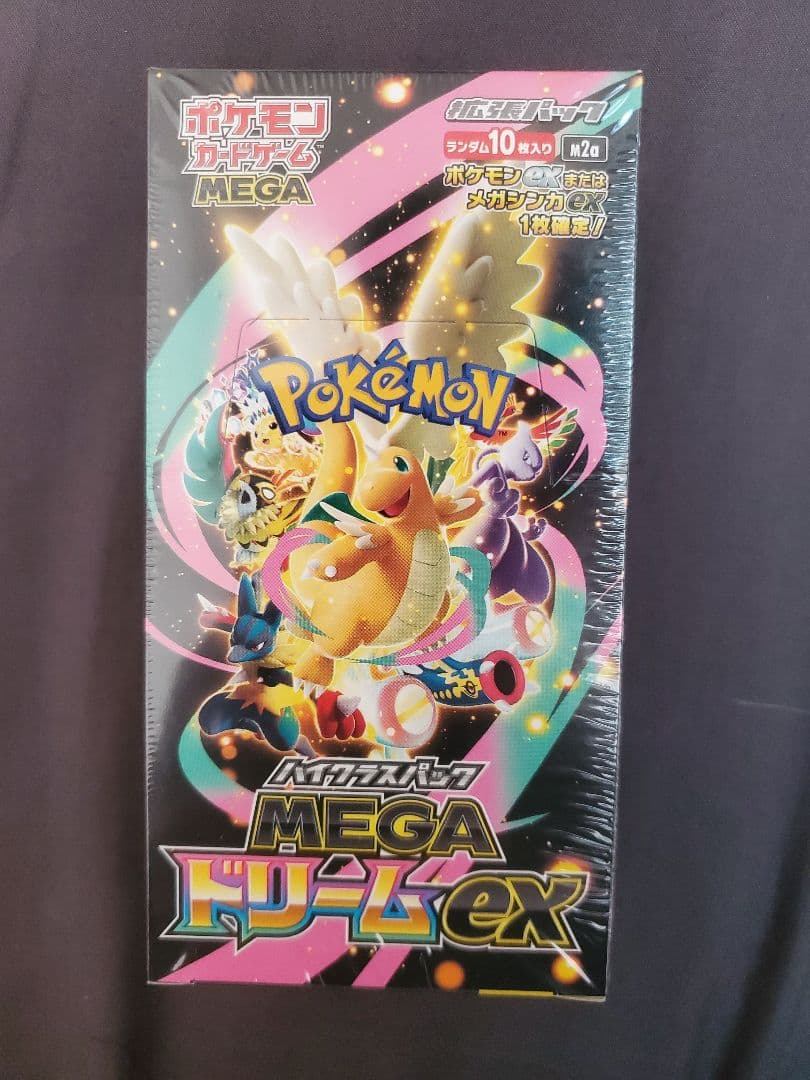 ポケモン
カードゲーム
MEGA
拡張パック
ランダム10枚入り M2a
ポケモンexまたは
メガシンカex
1枚確定!
POKéMON
TM
ハイクラスパック
MEGA
ドリームex